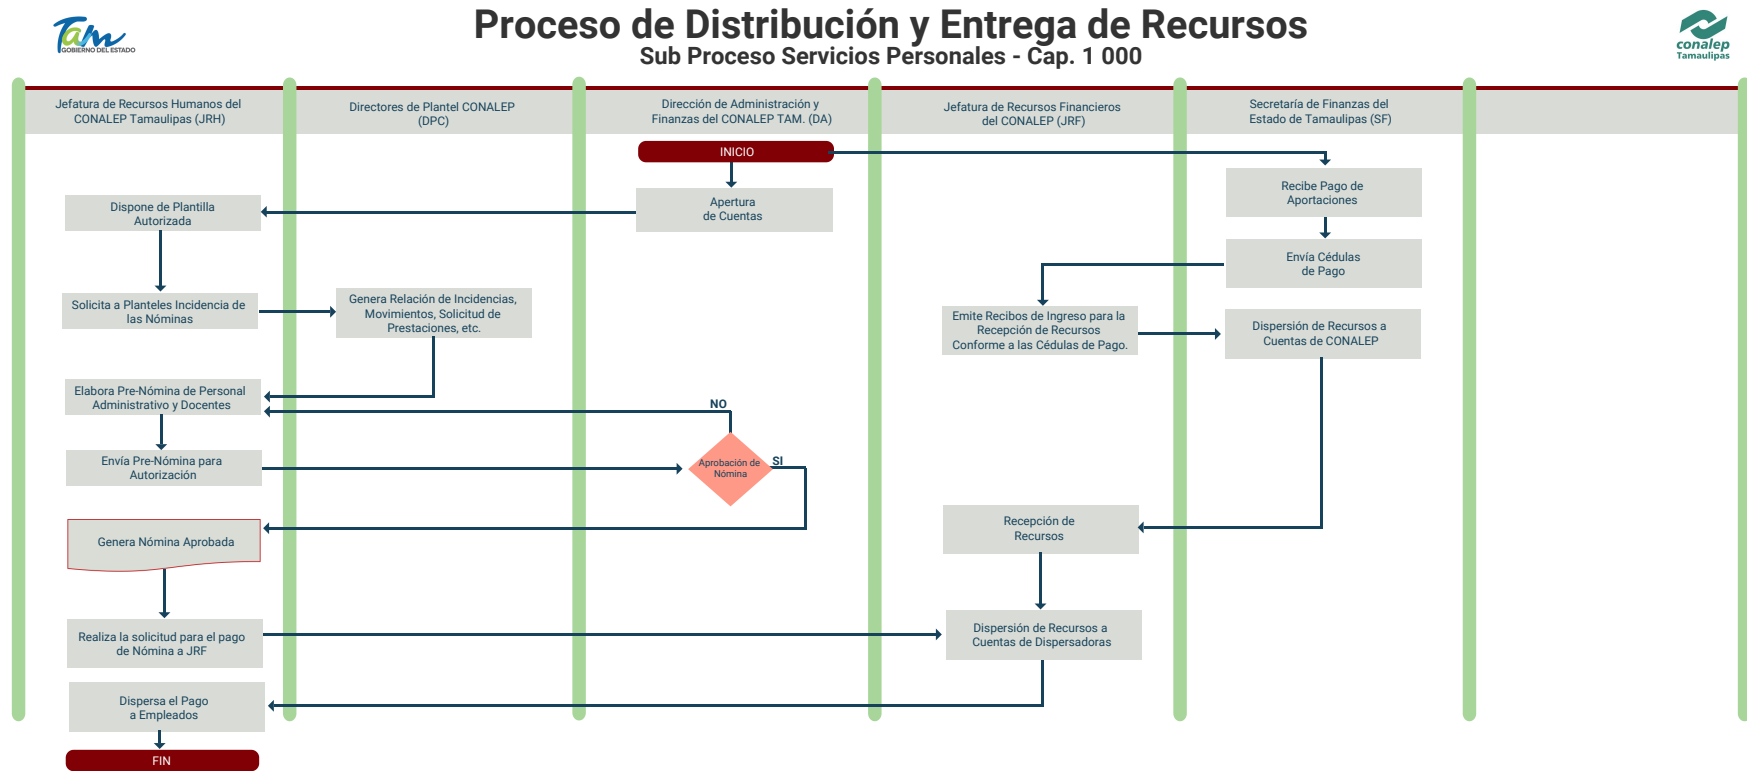 Tam
GOBIERNO DEL ESTADO
Proceso de Distribución y Entrega de Recursos
Sub Proceso Servicios Personales - Cap. 1 000
conalep
Tamaulipas
Jefatura de Recursos Humanos del
CONALEP Tamaulipas (JRH)
Directores de Plantel CONALEP
(DPC)
Dirección de Administración y
Finanzas del CONALEP TAM. (DA)
Jefatura de Recursos Financieros
del CONALEP (JRF)
Secretaría de Finanzas del
Estado de Tamaulipas (SF)
INICIO
Recibe Pago de
Aportaciones
Apertura
de Cuentas
Dispone de Plantilla
Autorizada
Envía Cédulas
de Pago
Solicita a Planteles Incidencia de
las Nóminas
Genera Relación de Incidencias,
Movimientos, Solicitud de
Prestaciones, etc.
Emite Recibos de Ingreso para la
Recepción de Recursos
Conforme a las Cédulas de Pago.
Dispersión de Recursos a
Cuentas de CONALEP
Elabora Pre-Nómina de Personal
Administrativo y Docentes
NO
Envía Pre-Nómina para
Autorización
Aprobación de
Nómina
SI
Genera Nómina Aprobada
Recepción de
Recursos
Realiza la solicitud para el pago
de Nómina a JRF
Dispersión de Recursos a
Cuentas de Dispersadoras
Dispersa el Pago
a Empleados
FIN